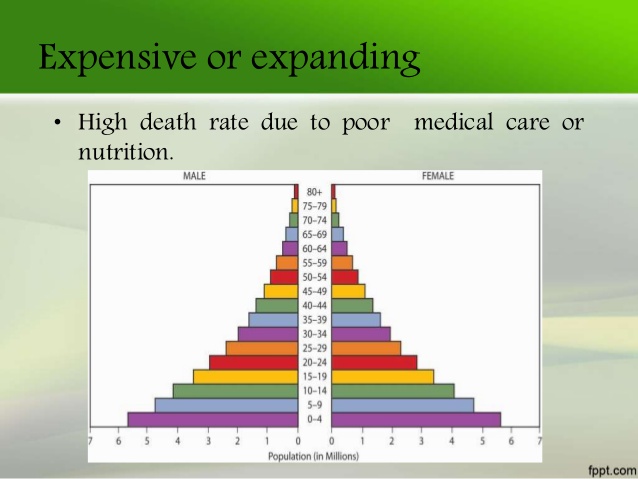 Expensive or expanding
• High death rate due to poor medical care or
nutrition.
MALE FEMALE
80+
75–79
70–74
65–69
60–64
55–59
50–54
45–49
40–44
35–39
30–34
25–29
20–24
15–19
10–14
5–9
0–4
7 6 5 4 3 2 1 0 0 1 2 3 4 5 6 7
Population (in Millions)
fppt.com